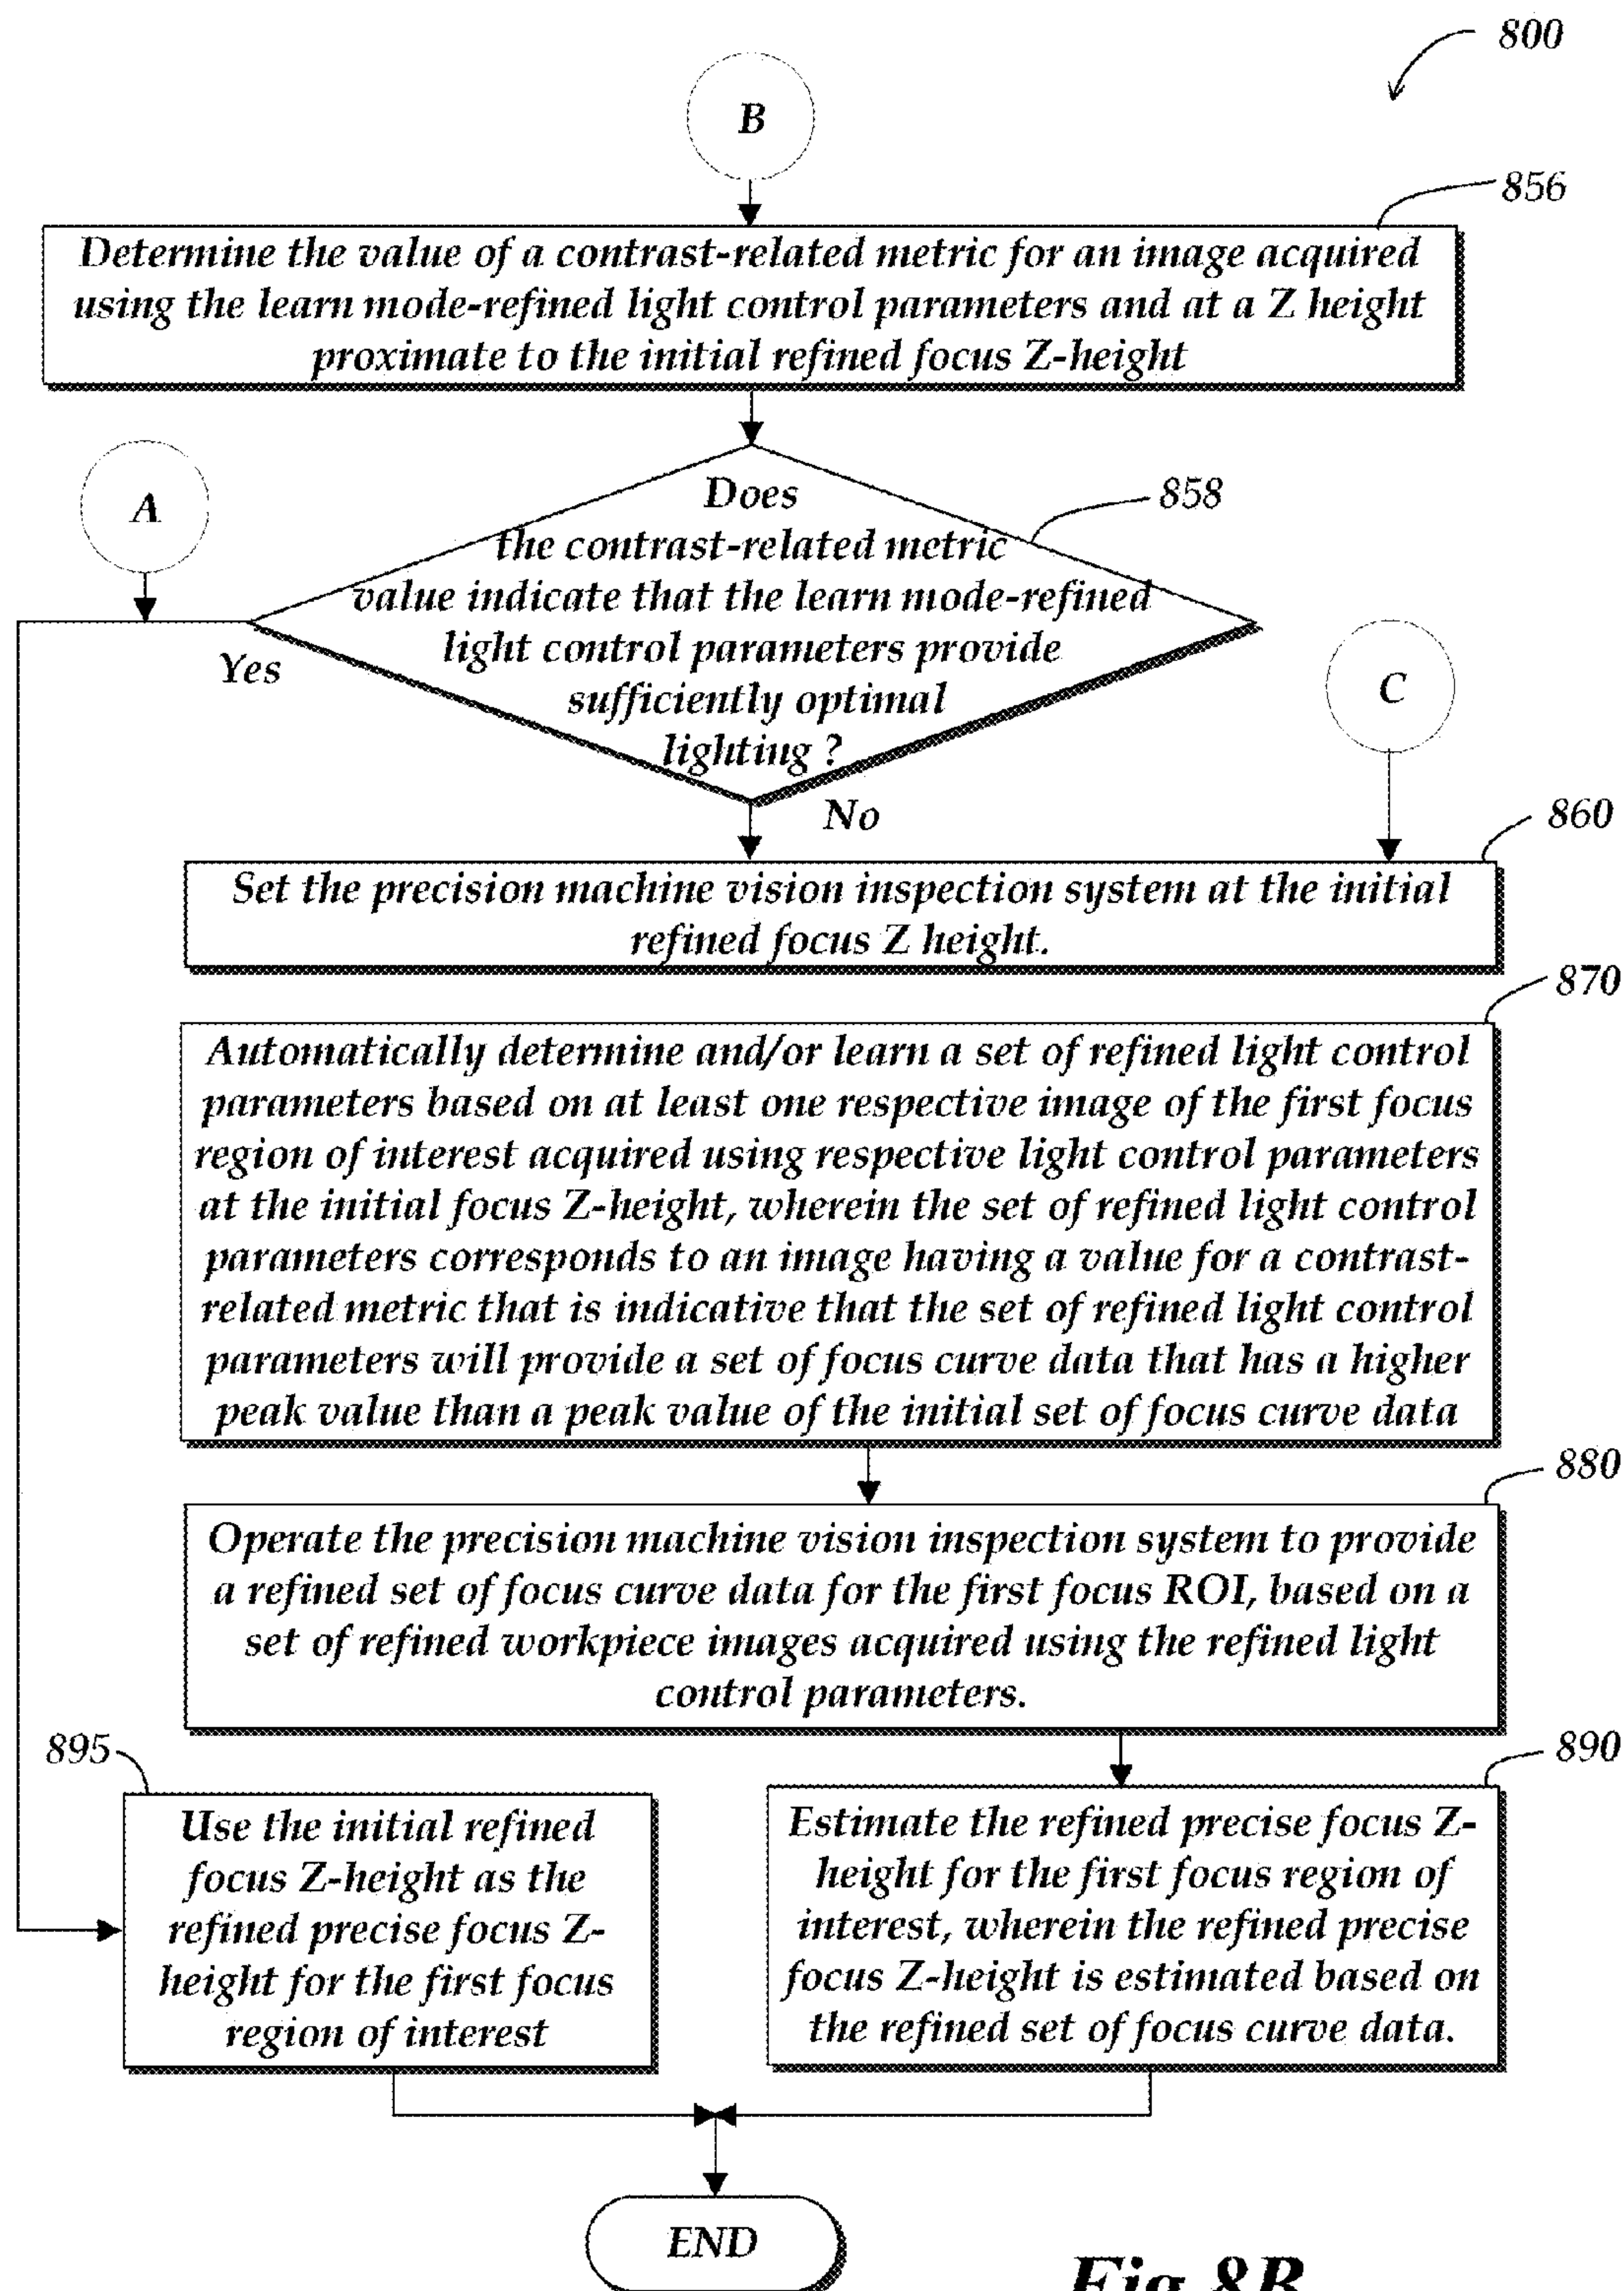 800
B
856
Determine the value of a contrast-related metric for an image acquired
using the learn mode-refined light control parameters and at a Z height
proximate to the initial refined focus Z-height
A
858
Does
the contrast-related metric
value indicate that the learn mode-refined
light control parameters provide
sufficiently optimal
lighting ?
Yes
C
No
860
Set the precision machine vision inspection system at the initial
refined focus Z height.
870
Automatically determine and/or learn a set of refined light control
parameters based on at least one respective image of the first focus
region of interest acquired using respective light control parameters
at the initial focus Z-height, wherein the set of refined light control
parameters corresponds to an image having a value for a contrast-
related metric that is indicative that the set of refined light control
parameters will provide a set of focus curve data that has a higher
peak value than a peak value of the initial set of focus curve data
880
Operate the precision machine vision inspection system to provide
a refined set of focus curve data for the first focus ROI, based on a
set of refined workpiece images acquired using the refined light
control parameters.
895
Use the initial refined
focus Z-height as the
refined precise focus Z-
height for the first focus
region of interest
890
Estimate the refined precise focus Z-
height for the first focus region of
interest, wherein the refined precise
focus Z-height is estimated based on
the refined set of focus curve data.
END
Fig.8B